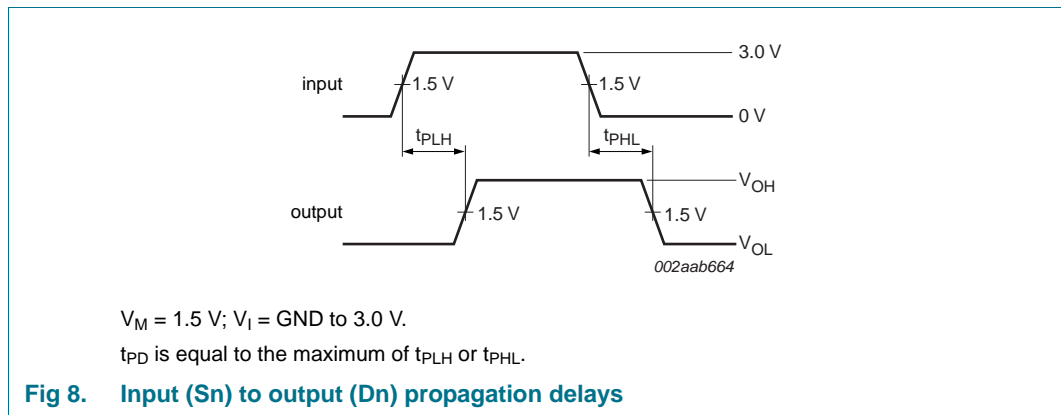 3.0 V
input
1.5 V
1.5 V
0 V
tPLH
tPHL
VOH
output
1.5 V
1.5 V
VOL
002aab664
VM = 1.5 V; VI = GND to 3.0 V.
tPD is equal to the maximum of tPLH or tPHL.
Fig 8. Input (Sn) to output (Dn) propagation delays